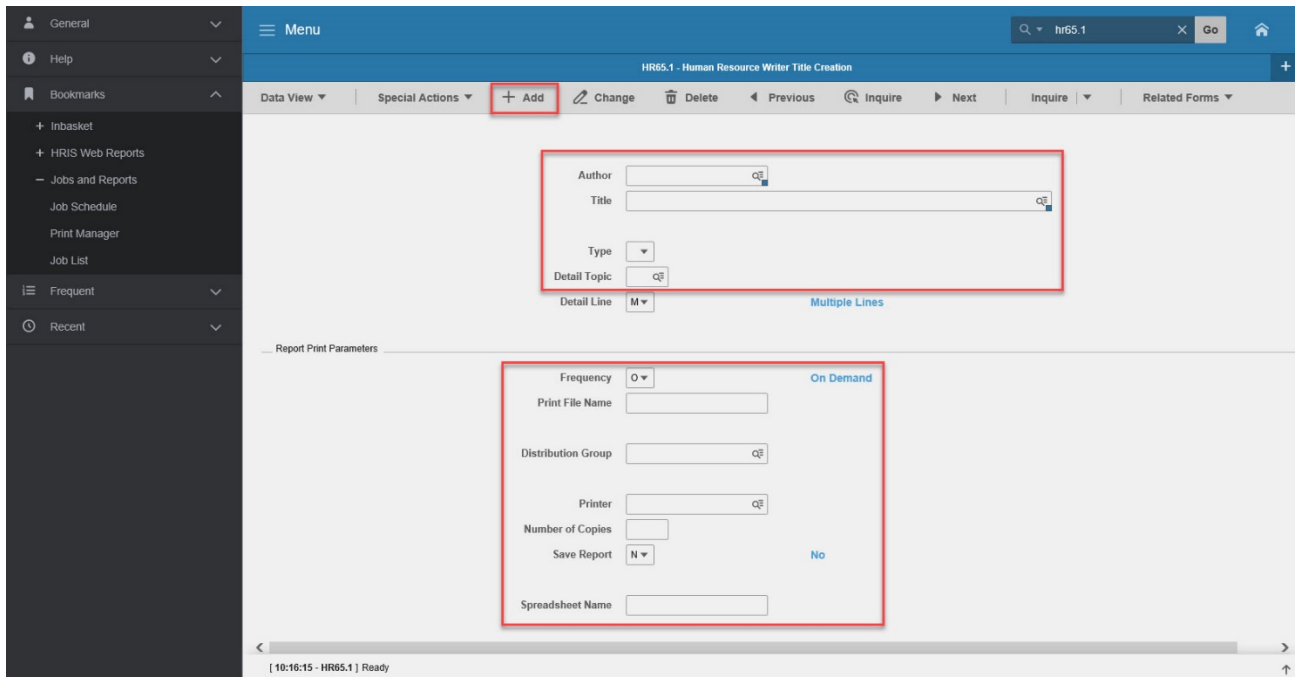 General
Help
Bookmarks
+ Inbasket
+ HRIS Web Reports
− Jobs and Reports
Job Schedule
Print Manager
Job List
Frequent
Recent
Menu
hr65.1 Go
HR65.1 - Human Resource Writer Title Creation
Data View Special Actions + Add Change Delete Previous Inquire Next Inquire Related Forms
Author
Title
Type
Detail Topic
Detail Line M Multiple Lines
Report Print Parameters
Frequency O On Demand
Print File Name
Distribution Group
Printer
Number of Copies
Save Report N No
Spreadsheet Name
[ 10:16:15 - HR65.1 ] Ready